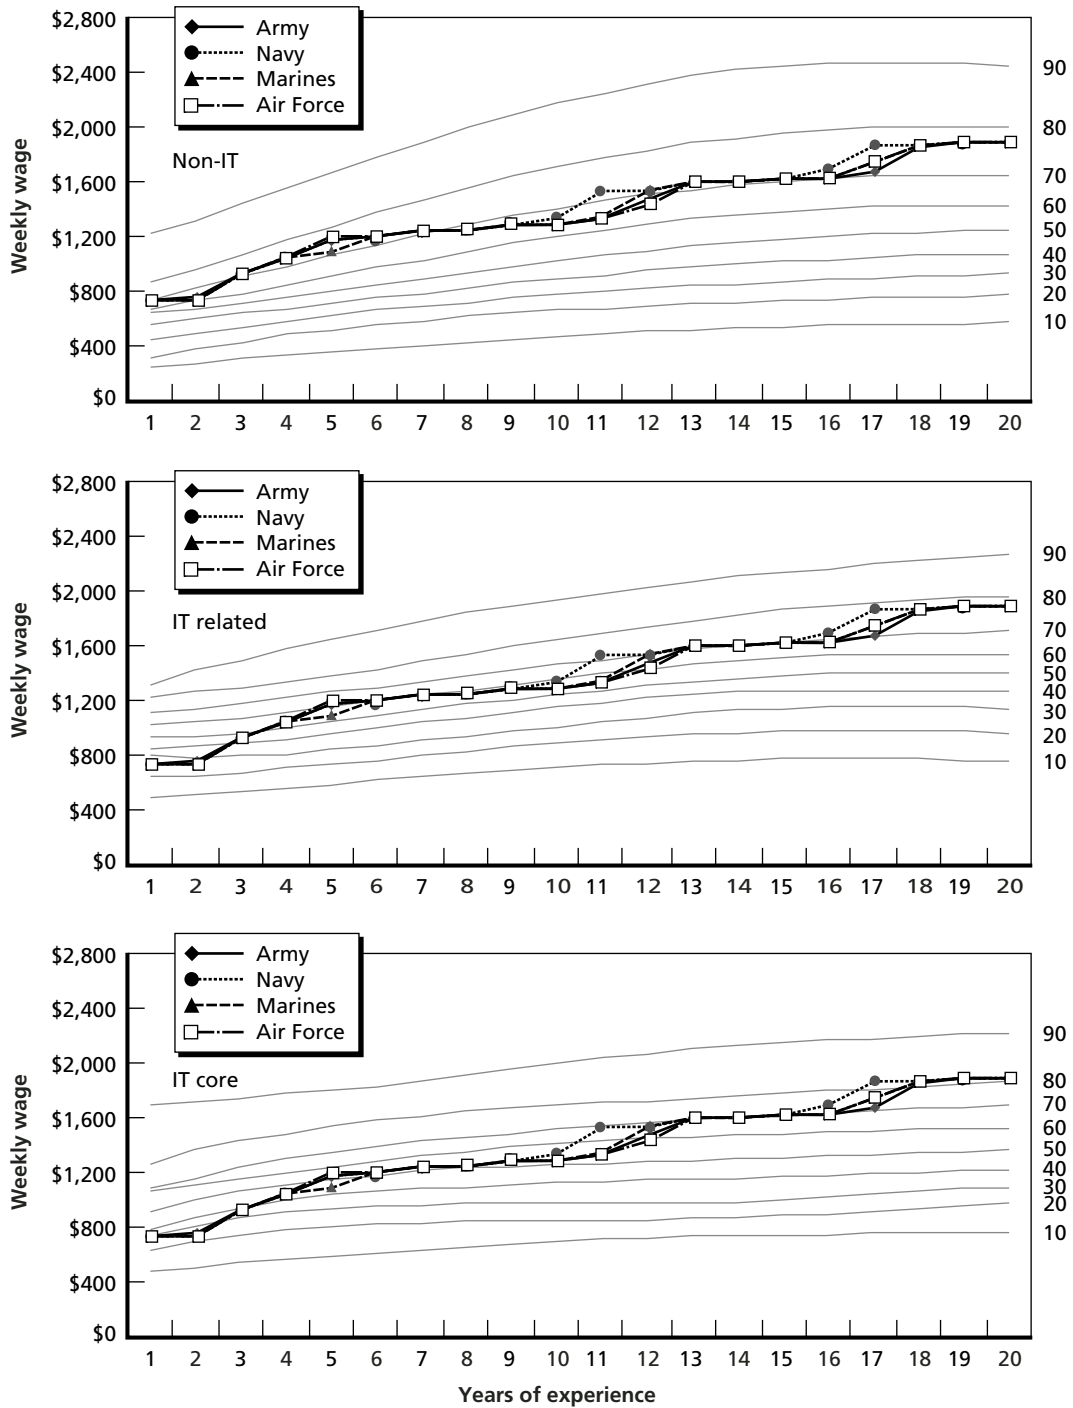 $2,800
Army
Navy
$2,400
Marines
90
Air Force
$2,000
80
Non-IT
Weekly wage
$1,600
70
60
$1,200
50
40
30
$800
20
10
$400
$0
1 2 3 4 5 6 7 8 9 10 11 12 13 14 15 16 17 18 19 20
$2,800
Army
Navy
$2,400
Marines
90
Air Force
$2,000
80
IT related
70
Weekly wage
$1,600
60
50
$1,200
40
30
20
$800
10
$400
$0
1 2 3 4 5 6 7 8 9 10 11 12 13 14 15 16 17 18 19 20
$2,800
Army
Navy
$2,400
Marines
Air Force
90
$2,000
IT core
80
70
Weekly wage
$1,600
60
50
$1,200
40
30
20
$800
10
$400
$0
1 2 3 4 5 6 7 8 9 10 11 12 13 14 15 16 17 18 19 20
Years of experience